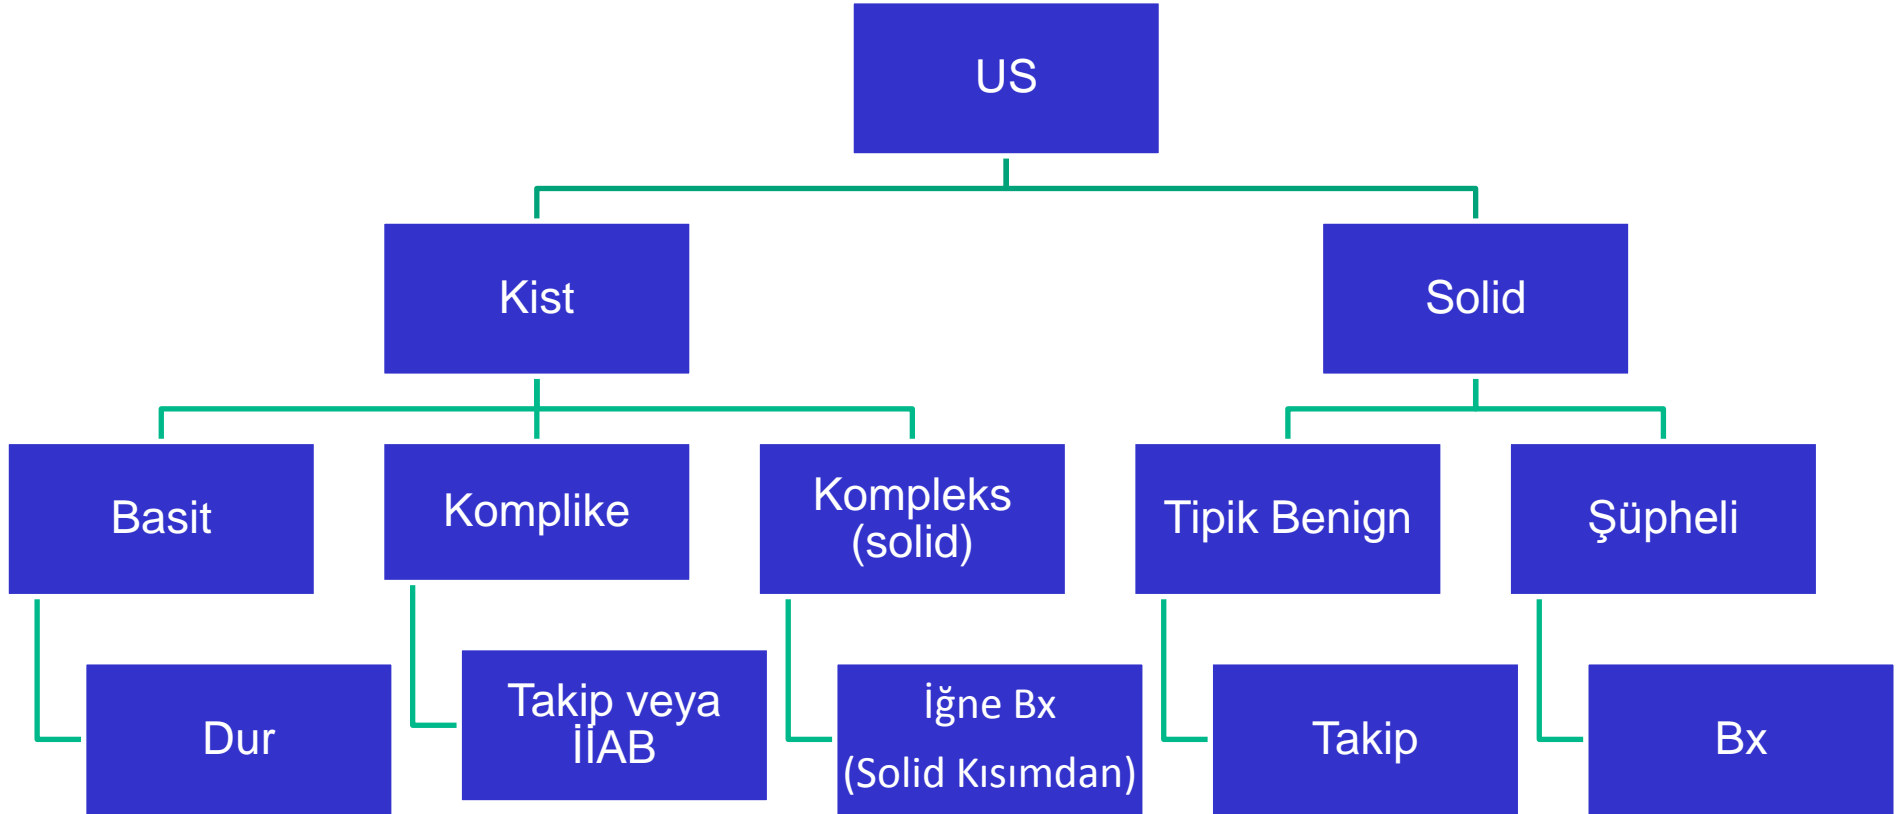 US
Kist
Solid
Basit
Komplike
Kompleks
(solid)
Tipik Benign
Şüpheli
Dur
Takip veya
İİAB
İğne Bx
(Solid Kısımdan)
Takip
Bx